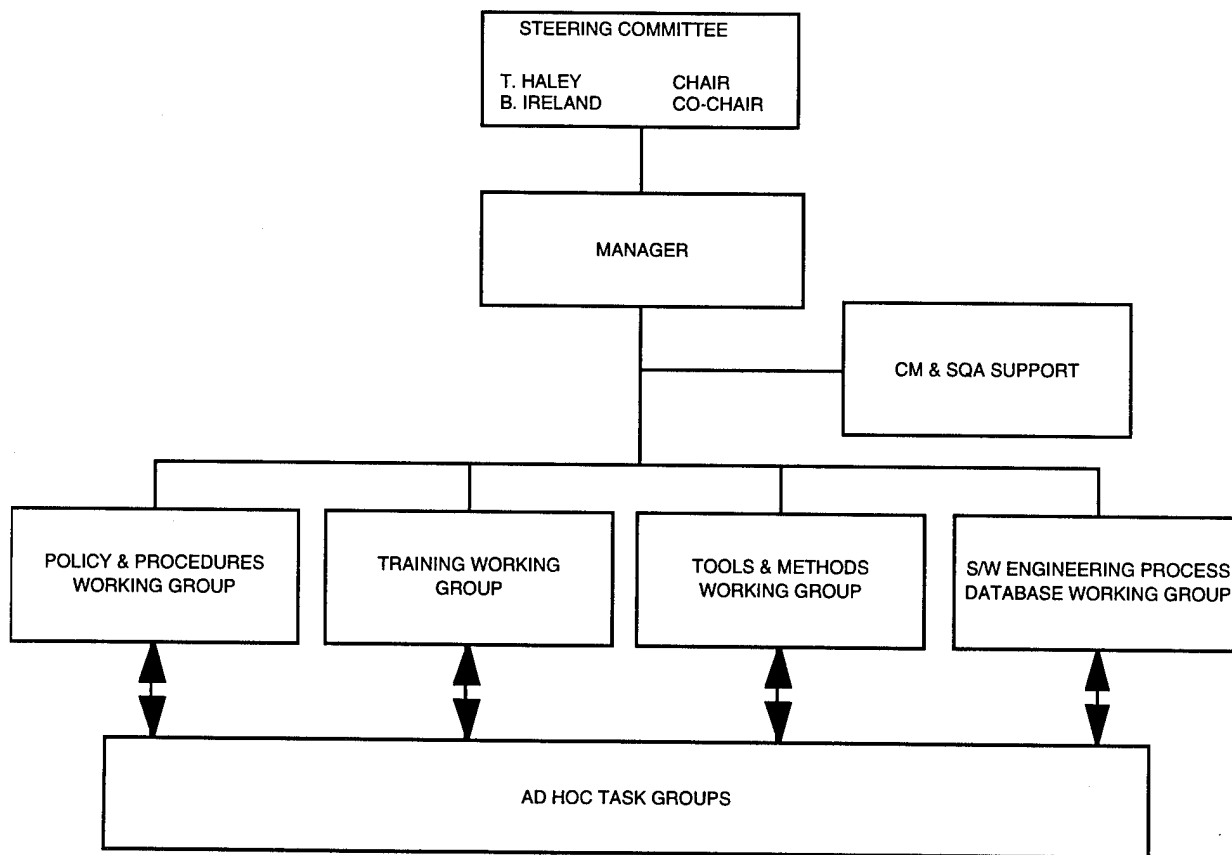 STEERING COMMITTEE
T. HALEY CHAIR
B. IRELAND CO-CHAIR
MANAGER
CM & SQA SUPPORT
POLICY & PROCEDURES
WORKING GROUP
TRAINING WORKING
GROUP
TOOLS & METHODS
WORKING GROUP
S/W ENGINEERING PROCESS
DATABASE WORKING GROUP
AD HOC TASK GROUPS